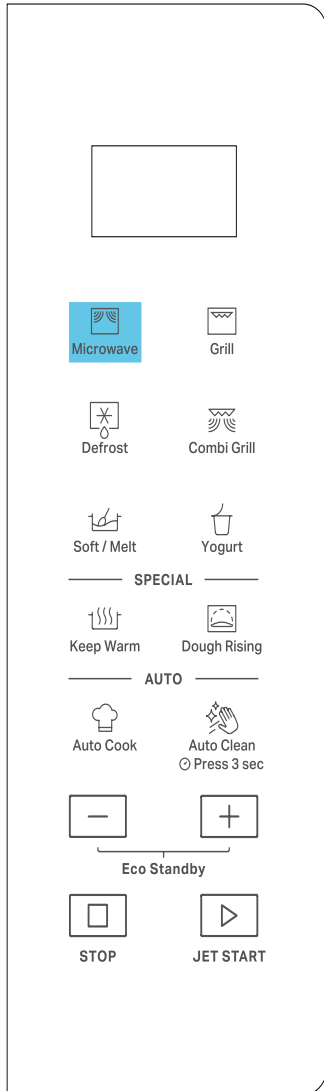 Microwave
Grill
Defrost
Combi Grill
Soft / Melt
Yogurt
SPECIAL
Keep Warm
Dough Rising
AUTO
Auto Cook
Auto Clean
Press 3 sec
Eco Standby
STOP
JET START